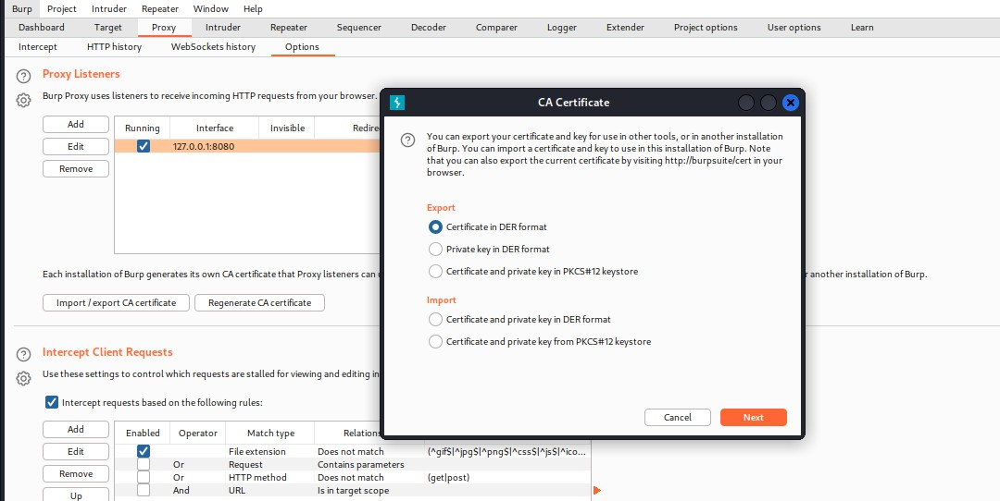 Burp Project Intruder Repeater Window Help
Dashboard Target Proxy Intruder Repeater Sequencer Decoder Comparer Logger Extender Project options User options Learn
Intercept HTTP history WebSockets history Options
Proxy Listeners
Burp Proxy uses listeners to receive incoming HTTP requests from your browser.
Add
Edit
Remove
Running Interface Invisible Redire
127.0.0.1:8080
Each installation of Burp generates its own CA certificate that Proxy listeners can
another installation of Burp.
Import / export CA certificate Regenerate CA certificate
CA Certificate
You can export your certificate and key for use in other tools, or in another installation
of Burp. You can import a certificate and key to use in this installation of Burp. Note
that you can also export the current certificate by visiting http://burpsuite/cert in your
browser.
Export
Certificate in DER format
Private key in DER format
Certificate and private key in PKCS#12 keystore
Import
Certificate and private key in DER format
Certificate and private key from PKCS#12 keystore
Cancel Next
Intercept Client Requests
Use these settings to control which requests are stalled for viewing and editing in
Intercept requests based on the following rules:
Add
Edit
Remove
Up
Enabled Operator Match type Relations
File extension Does not match (^gif$|^jpg$|^png$|^css$|^js$|^ico...
Or Request Contains parameters
Or HTTP method Does not match (get|post)
And URL Is in target scope